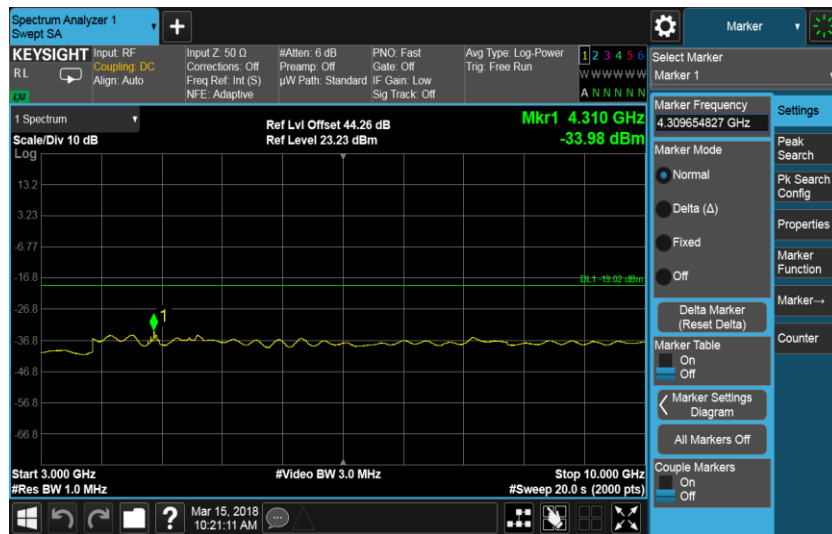 Spectrum Analyzer 1
Swept SA
+
Marker
KEYSIGHT
RL
LXI
Input: RF
Coupling: DC
Align: Auto
Input Z: 50 Ω
Corrections: Off
Freq Ref: Int (S)
NFE: Adaptive
#Atten: 6 dB
Preamp: Off
µW Path: Standard
PNO: Fast
Gate: Off
IF Gain: Low
Sig Track: Off
Avg Type: Log-Power
Trig: Free Run
1 2 3 4 5 6
W W W W W W
A N N N N N
1 Spectrum
Scale/Div 10 dB
Log
Ref Lvl Offset 44.26 dB
Ref Level 23.23 dBm
Mkr1 4.310 GHz
-33.98 dBm
13.2
3.23
-6.77
-16.8
-26.8
-36.8
-46.8
-56.8
-66.8
DL1 -19.02 dBm
1
Start 3.000 GHz
#Res BW 1.0 MHz
#Video BW 3.0 MHz
Stop 10.000 GHz
#Sweep 20.0 s (2000 pts)
?
Mar 15, 2018
10:21:11 AM
Select Marker
Marker 1
Marker Frequency
4.309654827 GHz
Marker Mode
Normal
Delta (Δ)
Fixed
Off
Delta Marker
(Reset Delta)
Marker Table
On
Off
Marker Settings
Diagram
All Markers Off
Couple Markers
On
Off
Settings
Peak
Search
Pk Search
Config
Properties
Marker
Function
Marker→
Counter